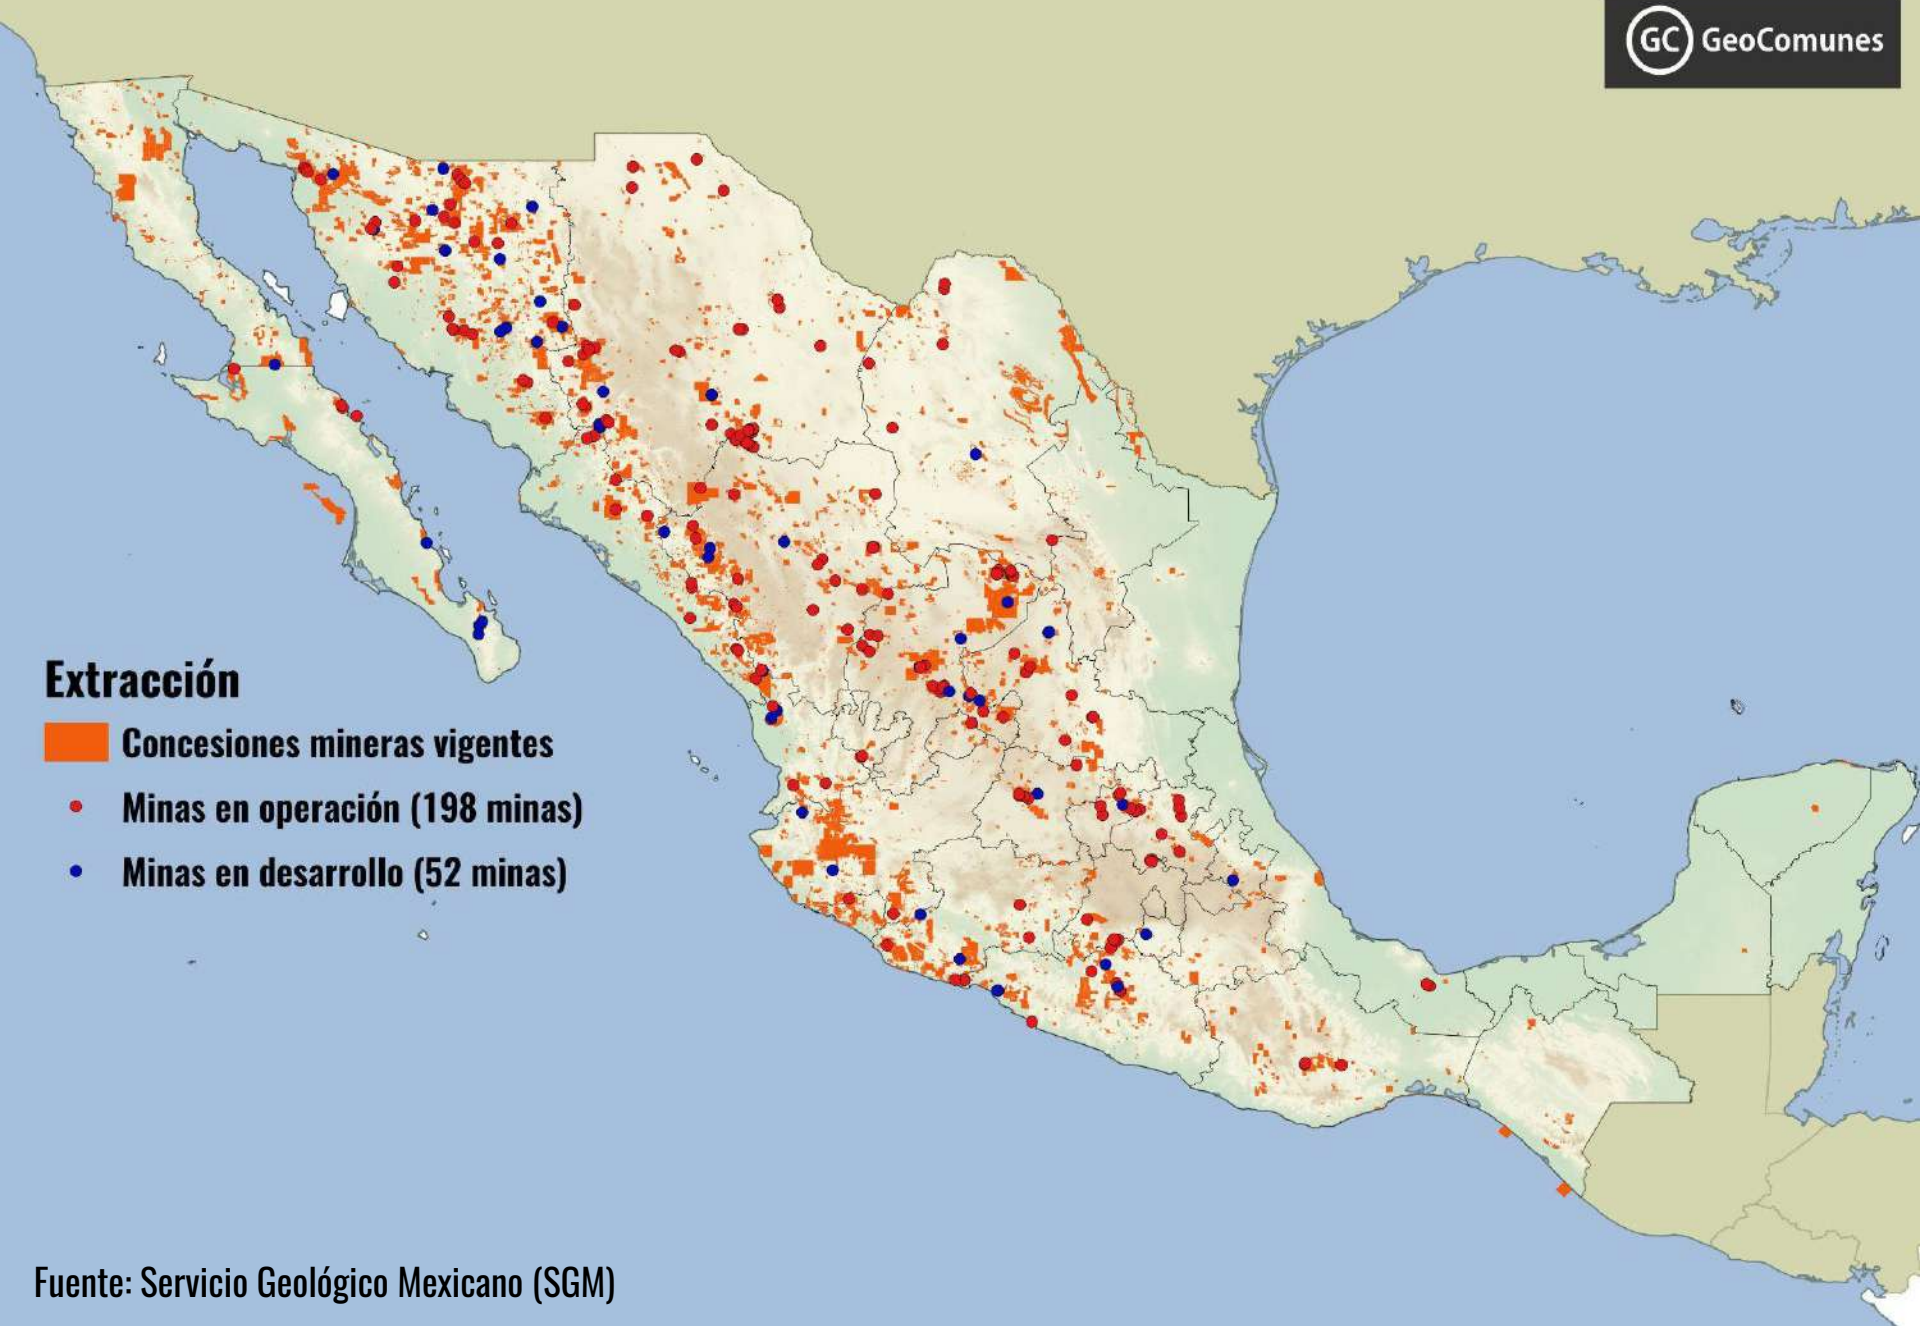 GC GeoComunes
Extracción
Concesiones mineras vigentes
Minas en operación (198 minas)
Minas en desarrollo (52 minas)
Fuente: Servicio Geológico Mexicano (SGM)